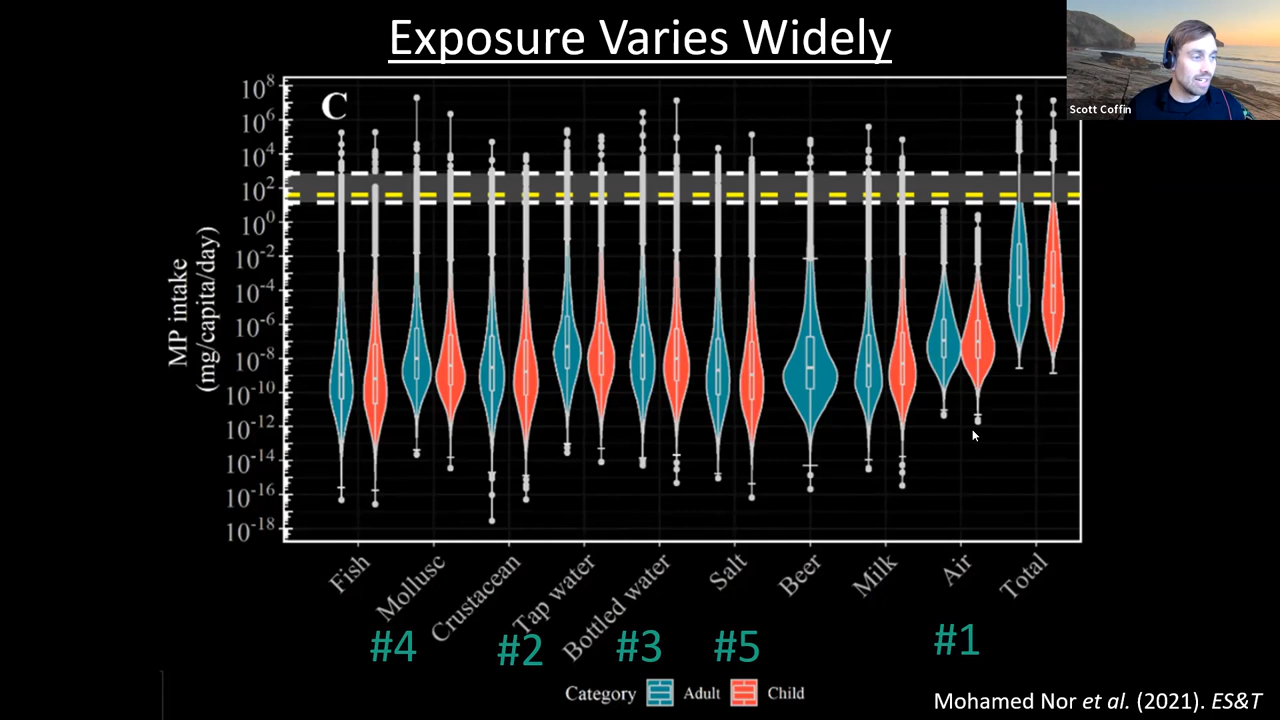 Exposure Varies Widely
Scott Coffin
C
10^8
10^6
10^4
10^2
10^0
10^-2
10^-4
10^-6
10^-8
10^-10
10^-12
10^-14
10^-16
10^-18
MP intake
(mg/capita/day)
Fish
Mollusc
Crustacean
Tap water
Bottled water
Salt
Beer
Milk
Air
Total
#4
#2
#3
#5
#1
Category Adult Child
Mohamed Nor et al. (2021). ES&T